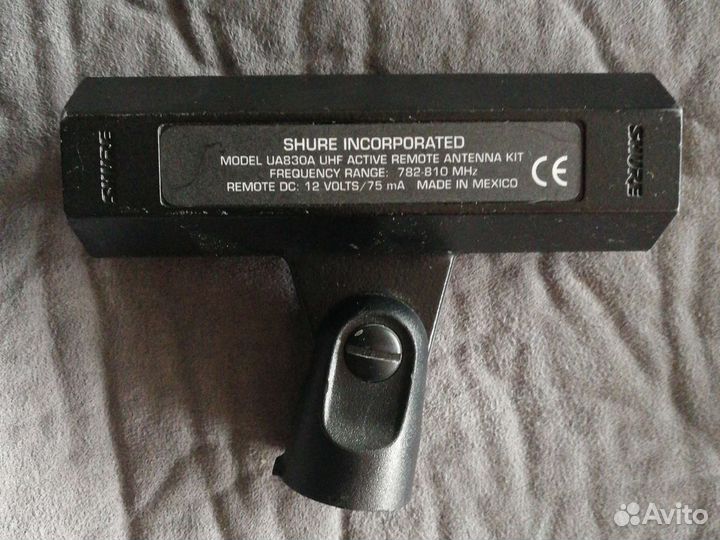 SHURE INCORPORATED
MODEL UA830A UHF ACTIVE REMOTE ANTENNA KIT
FREQUENCY RANGE: 782-810 MHz
REMOTE DC: 12 VOLTS/75 mA MADE IN MEXICO
CE
SHURE
SHURE
Avito